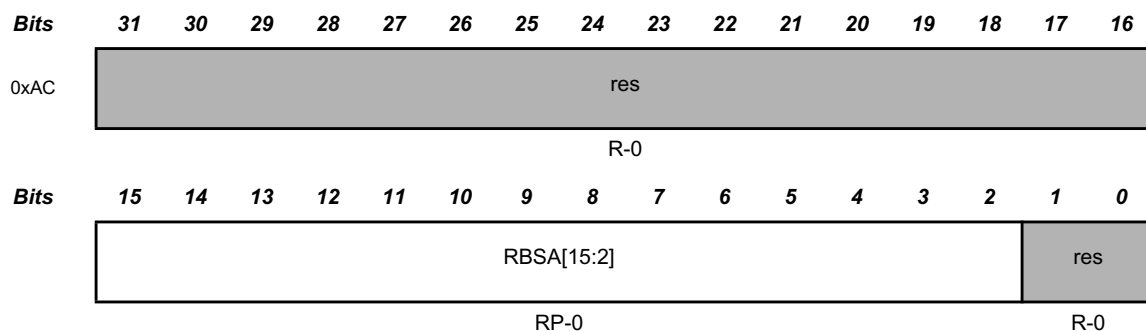 Bits 31 30 29 28 27 26 25 24 23 22 21 20 19 18 17 16
0xAC res
R-0
Bits 15 14 13 12 11 10 9 8 7 6 5 4 3 2 1 0
RBSA[15:2] res
RP-0 R-0